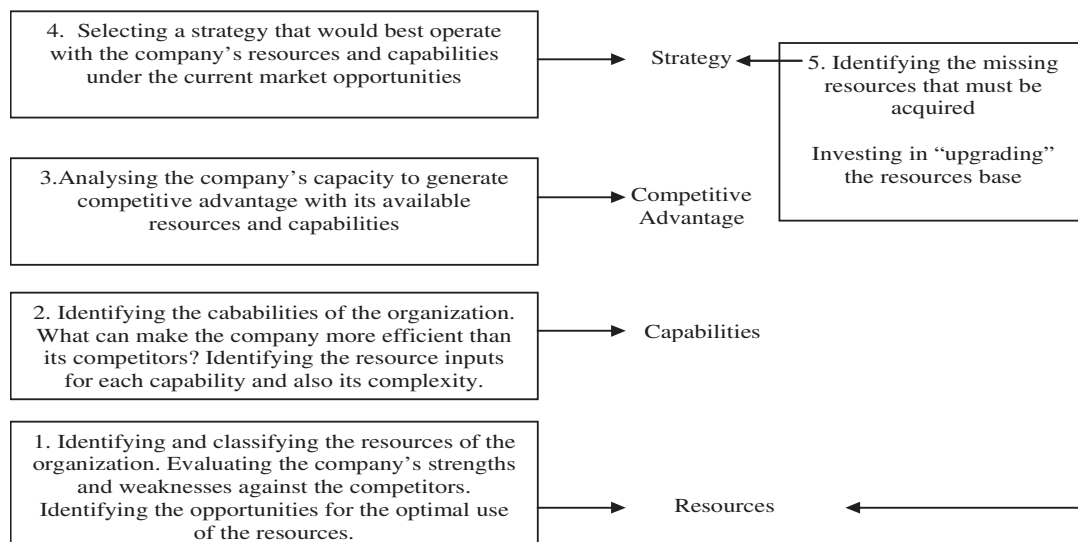 4. Selecting a strategy that would best operate
with the company's resources and capabilities
under the current market opportunities
Strategy
5. Identifying the missing
resources that must be
acquired
Investing in “upgrading”
the resources base
3.Analysing the company's capacity to generate
competitive advantage with its available
resources and capabilities
Competitive
Advantage
2. Identifying the cababilities of the organization.
What can make the company more efficient than
its competitors? Identifying the resource inputs
for each capability and also its complexity.
Capabilities
1. Identifying and classifying the resources of the
organization. Evaluating the company's strengths
and weaknesses against the competitors.
Identifying the opportunities for the optimal use
of the resources.
Resources